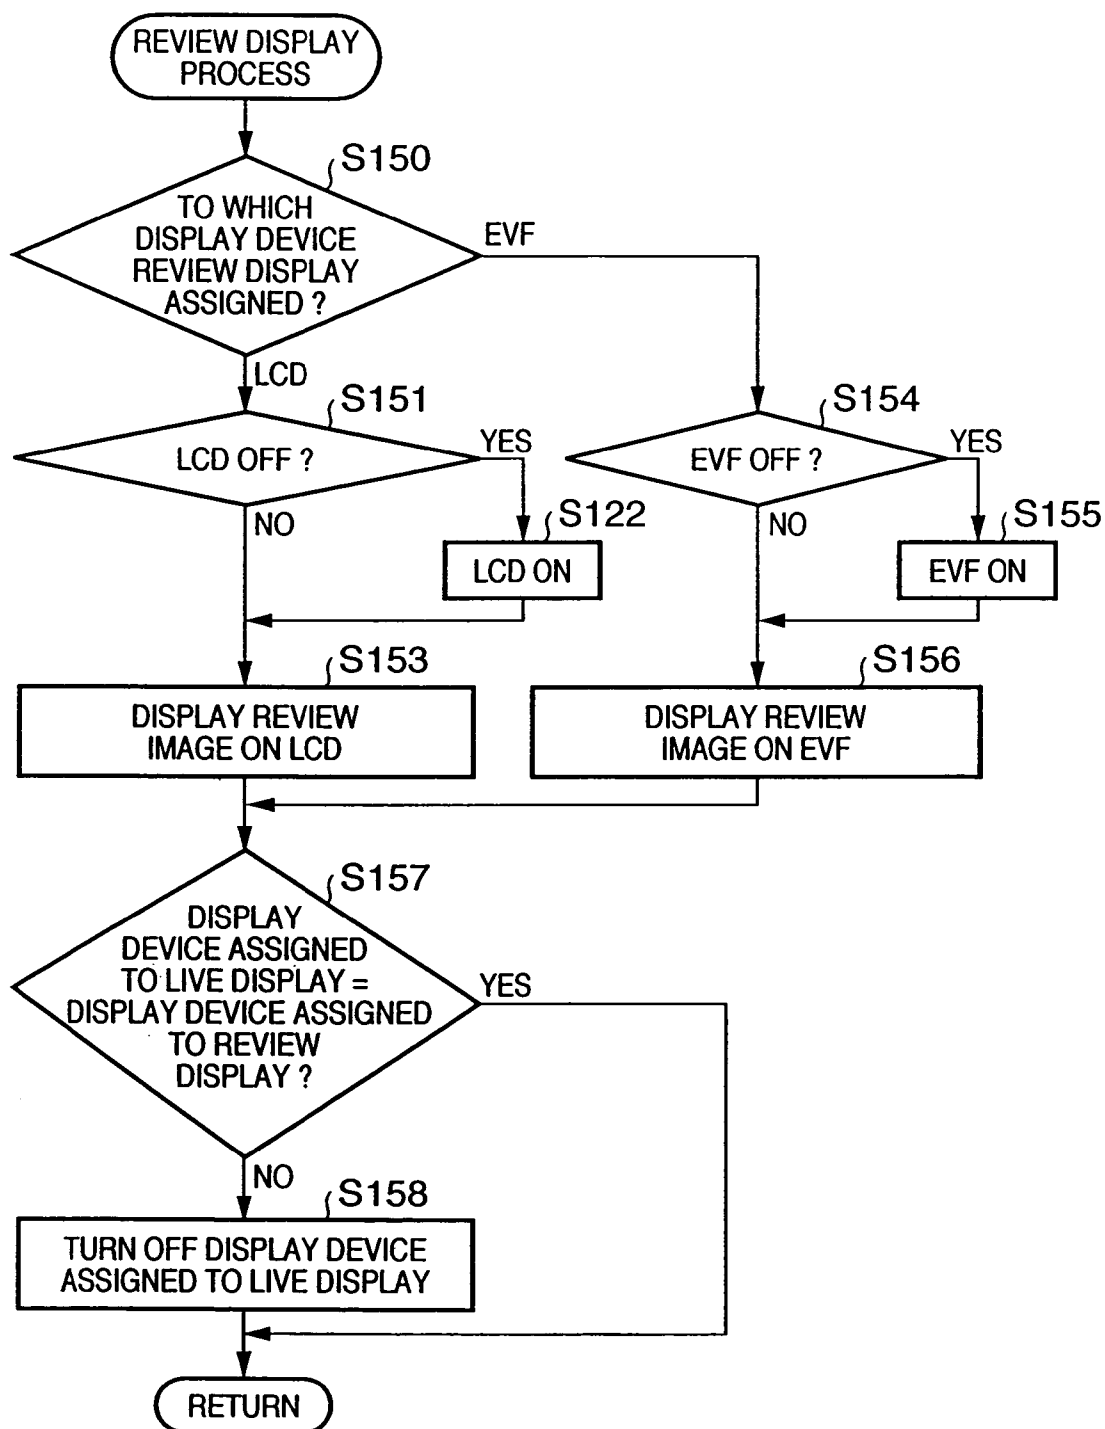 REVIEW DISPLAY
PROCESS
S150
TO WHICH
DISPLAY DEVICE
REVIEW DISPLAY
ASSIGNED ?
EVF
LCD
S151
LCD OFF ?
YES
NO
S122
LCD ON
S154
EVF OFF ?
YES
NO
S155
EVF ON
S153
DISPLAY REVIEW
IMAGE ON LCD
S156
DISPLAY REVIEW
IMAGE ON EVF
S157
DISPLAY
DEVICE ASSIGNED
TO LIVE DISPLAY =
DISPLAY DEVICE ASSIGNED
TO REVIEW
DISPLAY ?
YES
NO
S158
TURN OFF DISPLAY DEVICE
ASSIGNED TO LIVE DISPLAY
RETURN